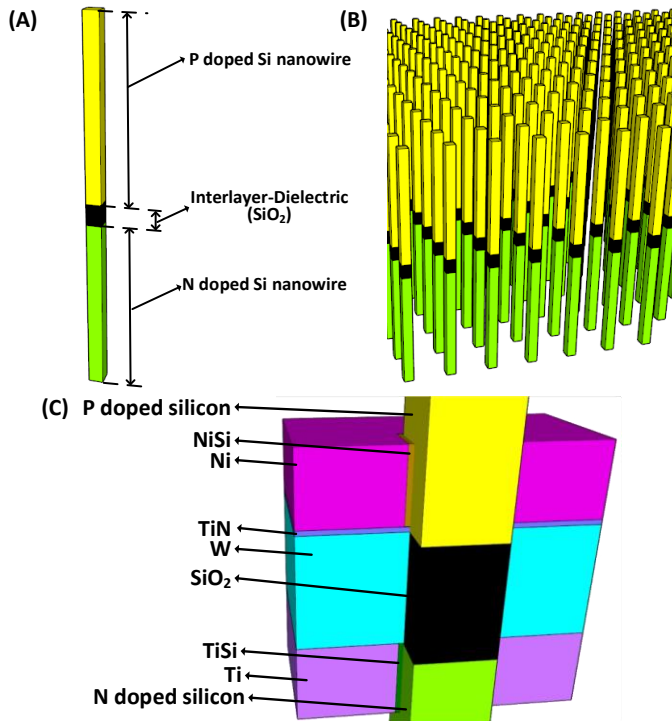 (A)
P doped Si nanowire
Interlayer-Dielectric
(SiO₂)
N doped Si nanowire
(B)
(C)
P doped silicon
NiSi
Ni
TiN
W
SiO₂
TiSi
Ti
N doped silicon